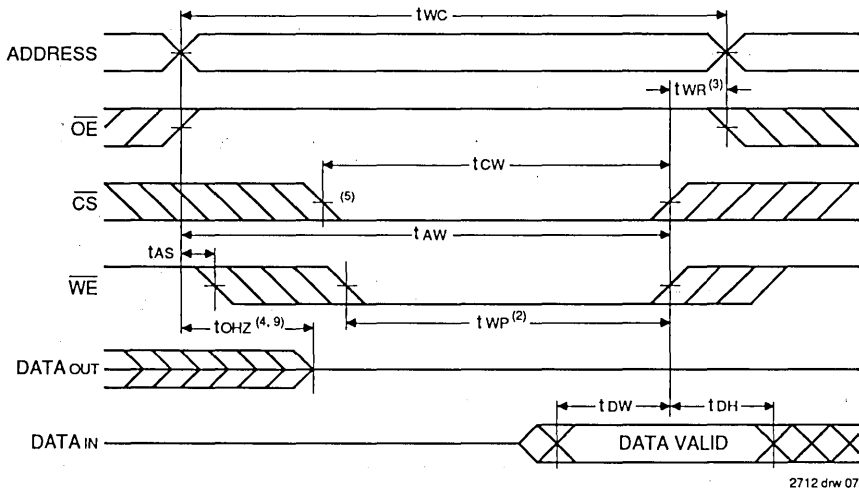 tWC
ADDRESS
tWR(3)
OE
tCW
CS
(5)
tAW
tAS
WE
tOHZ (4, 9)
tWP(2)
DATA OUT
tDW
tDH
DATA IN
DATA VALID
2712 drw 07